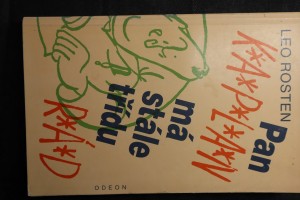 LEO ROSTEN
Pan
K*A*P*L*A*N
má
stále
třídu
R*Á*D
ODEON